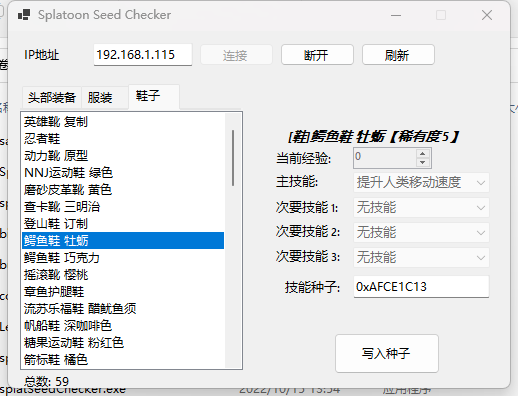 Splatoon Seed Checker
IP地址 192.168.1.115 连接 断开 刷新
头部装备 服装 鞋子
英雄靴 复制
忍者鞋
动力靴 原型
NNJ运动鞋 绿色
磨砂皮革靴 黄色
查卡靴 三明治
登山鞋 订制
鳄鱼鞋 牡蛎
鳄鱼鞋 巧克力
摇滚靴 樱桃
章鱼护腿鞋
流苏乐福鞋 醋鱿鱼须
帆船鞋 深咖啡色
糖果运动鞋 粉红色
箭标鞋 橘色
总数: 59
[鞋]鳄鱼鞋 牡蛎【稀有度5】
当前经验: 0
主技能: 提升人类移动速度
次要技能 1: 无技能
次要技能 2: 无技能
次要技能 3: 无技能
技能种子: 0xAFCE1C13
写入种子
splatSeedChecker.exe 2022/10/15 13:54 应用程序